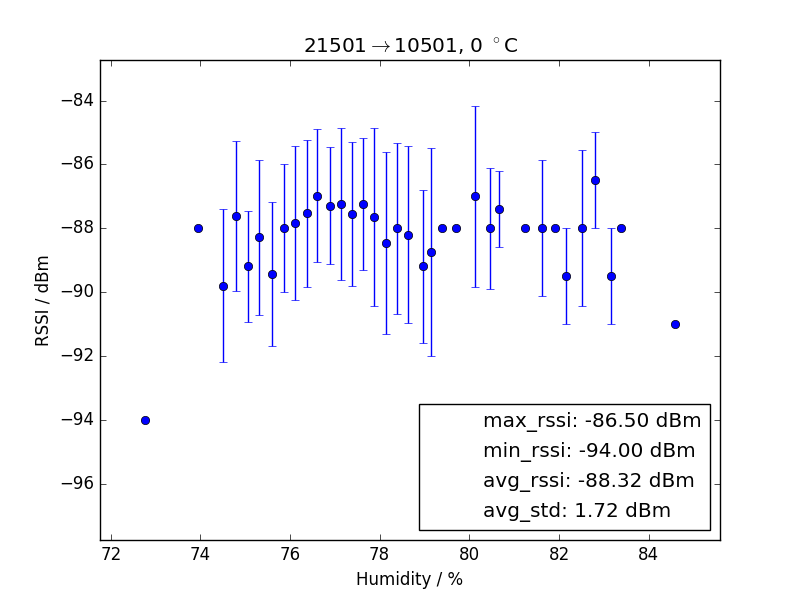 21501→10501, 0 °C
RSSI / dBm
−84
−86
−88
−90
−92
−94
−96
max_rssi: -86.50 dBm
min_rssi: -94.00 dBm
avg_rssi: -88.32 dBm
avg_std: 1.72 dBm
72 74 76 78 80 82 84
Humidity / %